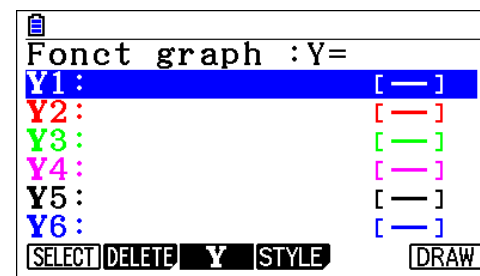 Fonct graph :Y=
Y1: [—]
Y2: [—]
Y3: [—]
Y4: [—]
Y5: [—]
Y6: [—]
SELECT DELETE Y STYLE DRAW